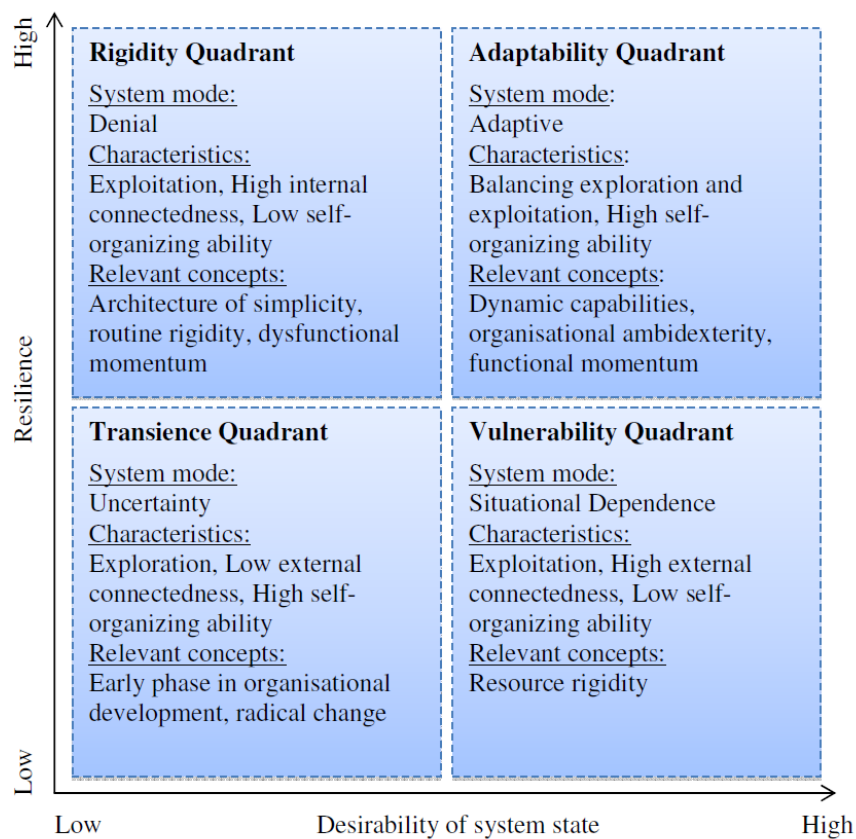 High
Resilience
Low
Rigidity Quadrant
System mode:
Denial
Characteristics:
Exploitation, High internal
connectedness, Low self-
organizing ability
Relevant concepts:
Architecture of simplicity,
routine rigidity, dysfunctional
momentum
Adaptability Quadrant
System mode:
Adaptive
Characteristics:
Balancing exploration and
exploitation, High self-
organizing ability
Relevant concepts:
Dynamic capabilities,
organisational ambidexterity,
functional momentum
Transience Quadrant
System mode:
Uncertainty
Characteristics:
Exploration, Low external
connectedness, High self-
organizing ability
Relevant concepts:
Early phase in organisational
development, radical change
Vulnerability Quadrant
System mode:
Situational Dependence
Characteristics:
Exploitation, High external
connectedness, Low self-
organizing ability
Relevant concepts:
Resource rigidity
Low
Desirability of system state
High